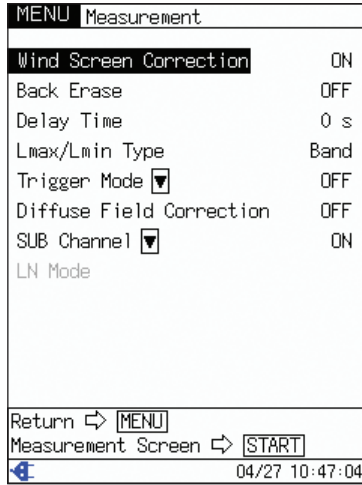 MENU Measurement
Wind Screen Correction ON
Back Erase OFF
Delay Time 0 s
Lmax/Lmin Type Band
Trigger Mode ▼ OFF
Diffuse Field Correction OFF
SUB Channel ▼ ON
LN Mode
Return ⇨ MENU
Measurement Screen ⇨ START
04/27 10:47:04